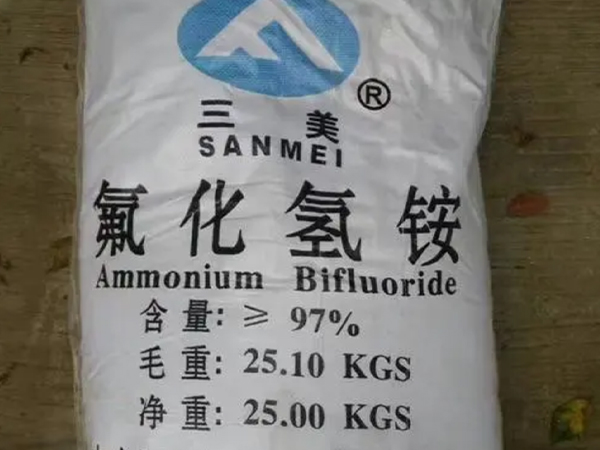 ®
三美
SANMEI
氟化氢铵
Ammonium Bifluoride
含量: ≥ 97%
毛重: 25.10 KGS
净重: 25.00 KGS